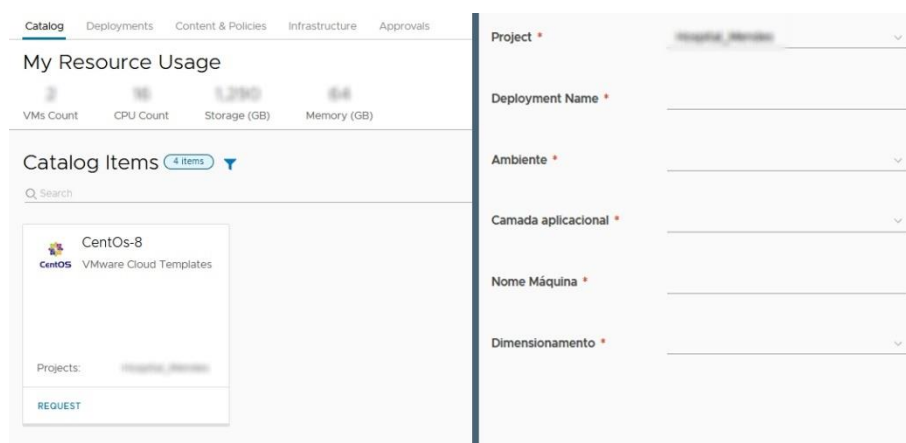 Catalog Deployments Content & Policies Infrastructure Approvals
My Resource Usage
VMs Count CPU Count Storage (GB) Memory (GB)
Catalog Items 4 items
Search
CentOs-8
CentOS VMware Cloud Templates
Projects:
REQUEST
Project *
Deployment Name *
Ambiente *
Camada aplicacional *
Nome Máquina *
Dimensionamento *